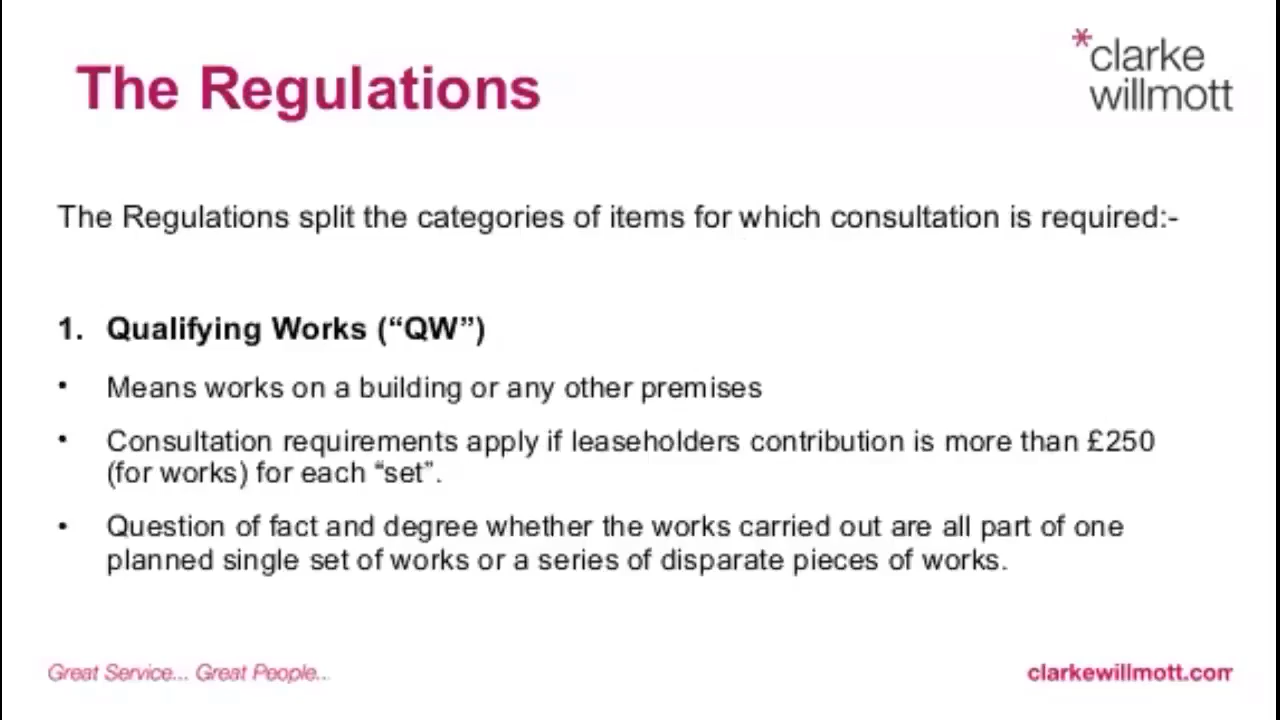 The Regulations
*clarke
willmott
The Regulations split the categories of items for which consultation is required:-
1. Qualifying Works (“QW”)
• Means works on a building or any other premises
• Consultation requirements apply if leaseholders contribution is more than £250
(for works) for each “set”.
• Question of fact and degree whether the works carried out are all part of one
planned single set of works or a series of disparate pieces of works.
Great Service... Great People...
clarkewillmott.com